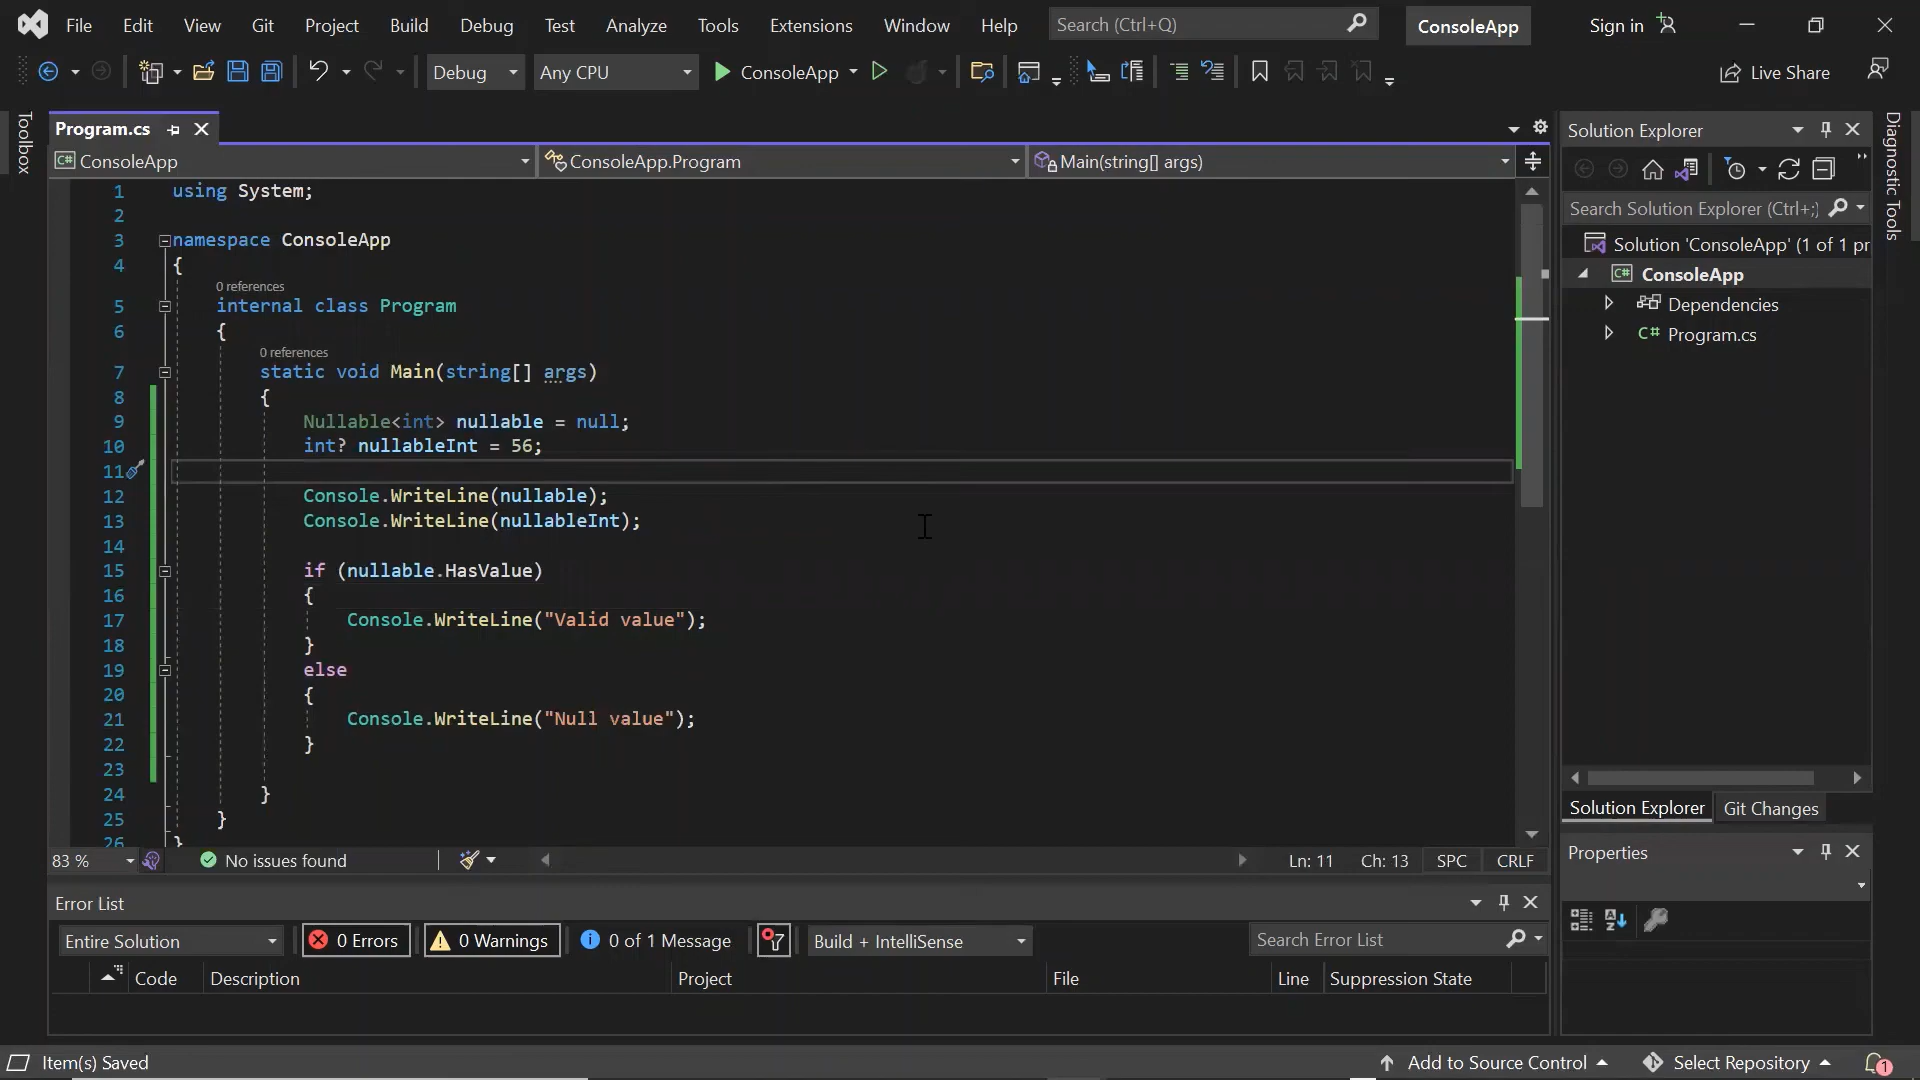 File Edit View Git Project Build Debug Test Analyze Tools Extensions Window Help Search (Ctrl+Q) ConsoleApp Sign in
Debug Any CPU ConsoleApp Live Share
Toolbox
Program.cs
ConsoleApp ConsoleApp.Program Main(string[] args)
1 using System;
2
3 namespace ConsoleApp
4 {
0 references
5 internal class Program
6 {
0 references
7 static void Main(string[] args)
8 {
9 Nullable<int> nullable = null;
10 int? nullableInt = 56;
11
12 Console.WriteLine(nullable);
13 Console.WriteLine(nullableInt);
14
15 if (nullable.HasValue)
16 {
17 Console.WriteLine("Valid value");
18 }
19 else
20 {
21 Console.WriteLine("Null value");
22 }
23
24 }
25 }
26 }
83 % No issues found Ln: 11 Ch: 13 SPC CRLF
Error List
Entire Solution 0 Errors 0 Warnings 0 of 1 Message Build + IntelliSense Search Error List
Code Description Project File Line Suppression State
Solution Explorer
Search Solution Explorer (Ctrl+;)
Solution 'ConsoleApp' (1 of 1 pr
ConsoleApp
Dependencies
C# Program.cs
Solution Explorer Git Changes
Properties
Diagnostic Tools
Item(s) Saved Add to Source Control Select Repository 1